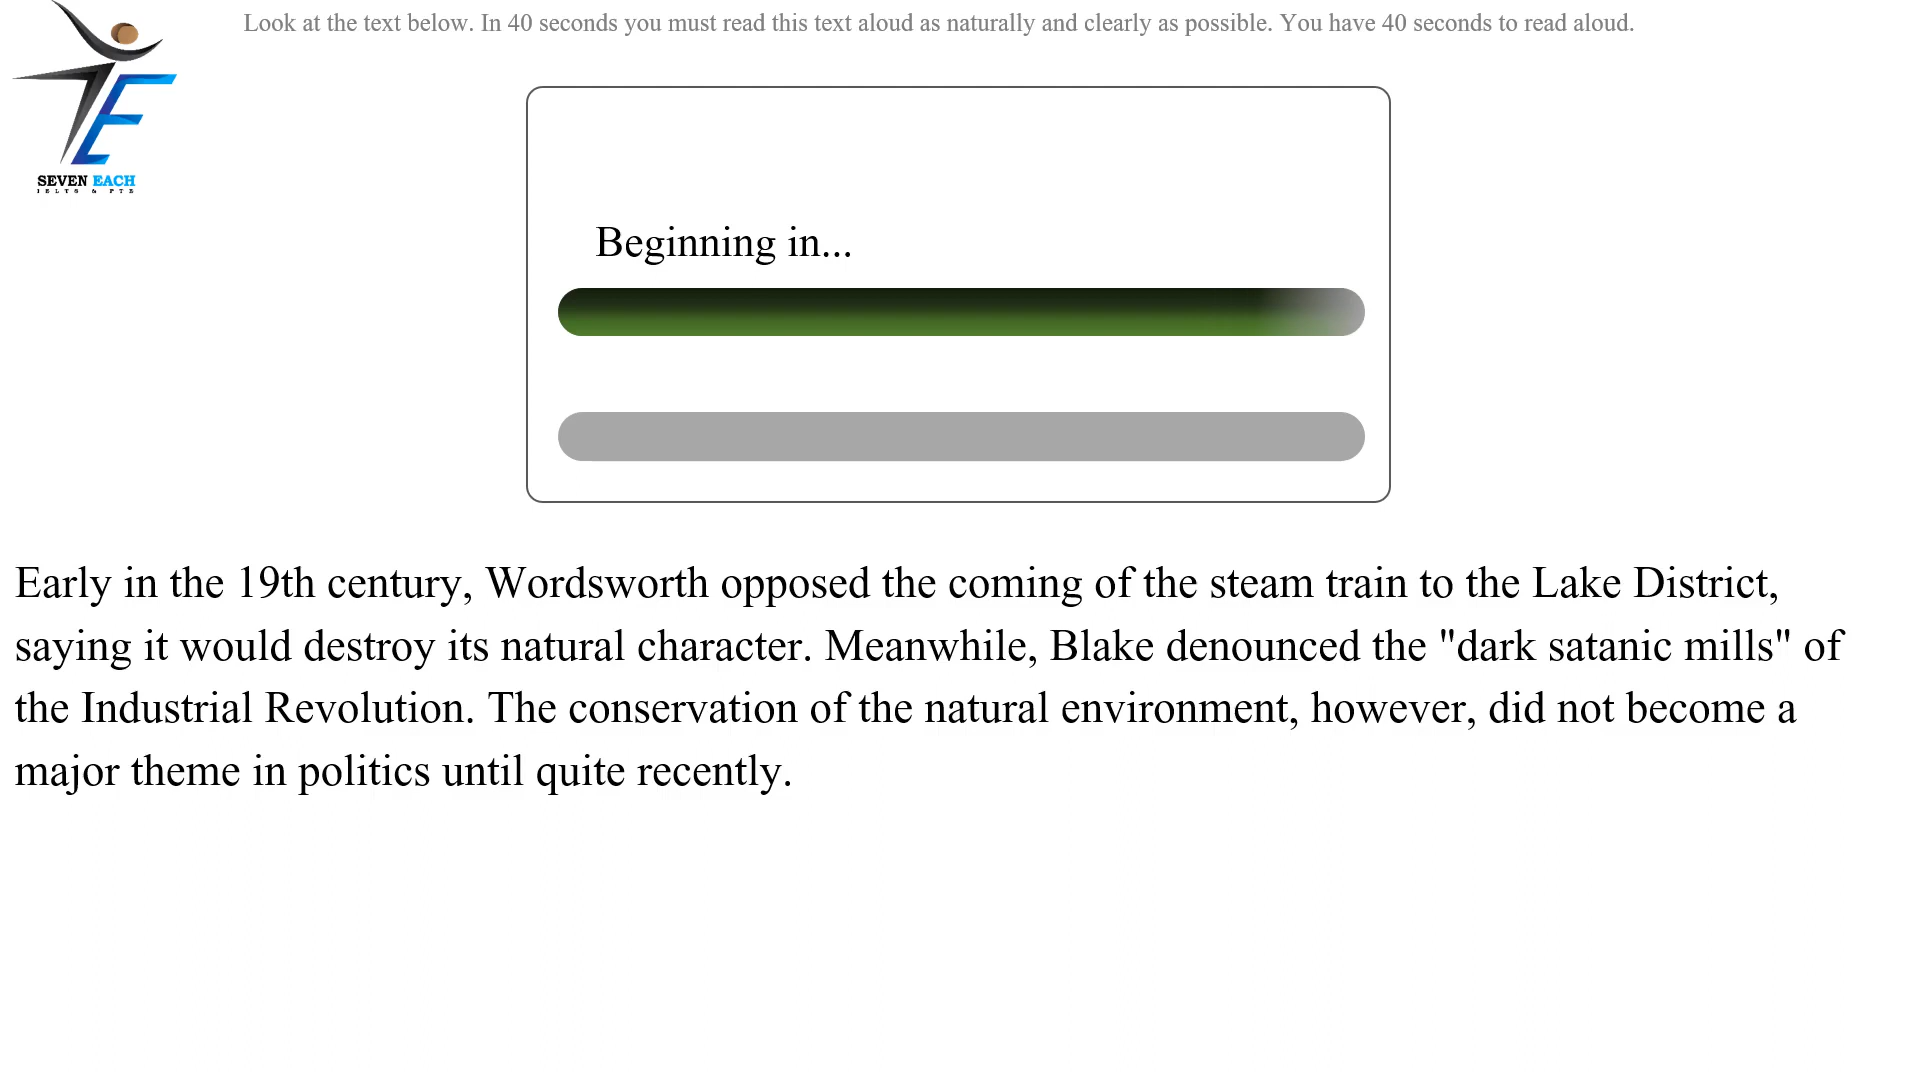 Look at the text below. In 40 seconds you must read this text aloud as naturally and clearly as possible. You have 40 seconds to read aloud.
SEVEN EACH
IELTS & PTE
Beginning in...
Early in the 19th century, Wordsworth opposed the coming of the steam train to the Lake District,
saying it would destroy its natural character. Meanwhile, Blake denounced the "dark satanic mills" of
the Industrial Revolution. The conservation of the natural environment, however, did not become a
major theme in politics until quite recently.